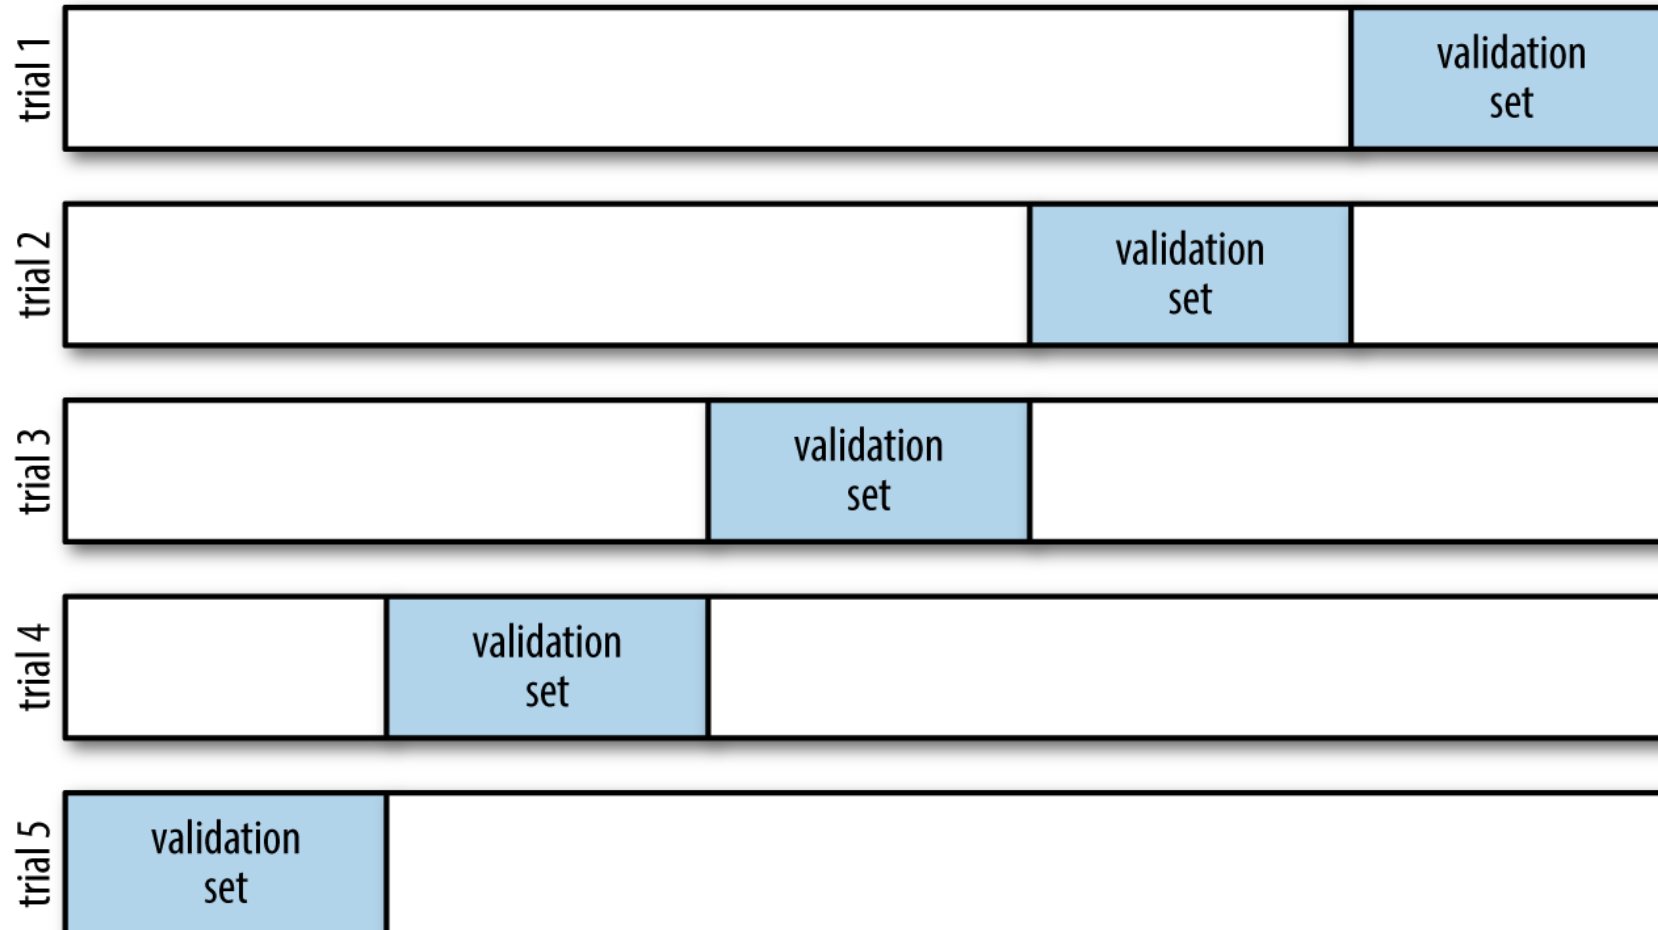 trial 1
validation
set
trial 2
validation
set
trial 3
validation
set
trial 4
validation
set
trial 5
validation
set